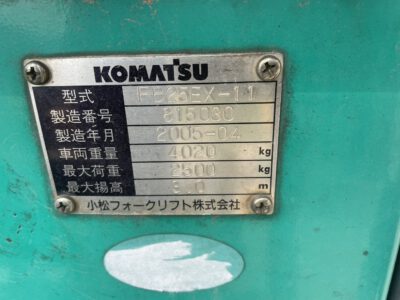 KOMATSU
型式 FB25EX-11
製造番号 815030
製造年月 2005-04
車両重量 4020 kg
最大荷重 2500 kg
最大揚高 3.0 m
小松フォークリフト株式会社